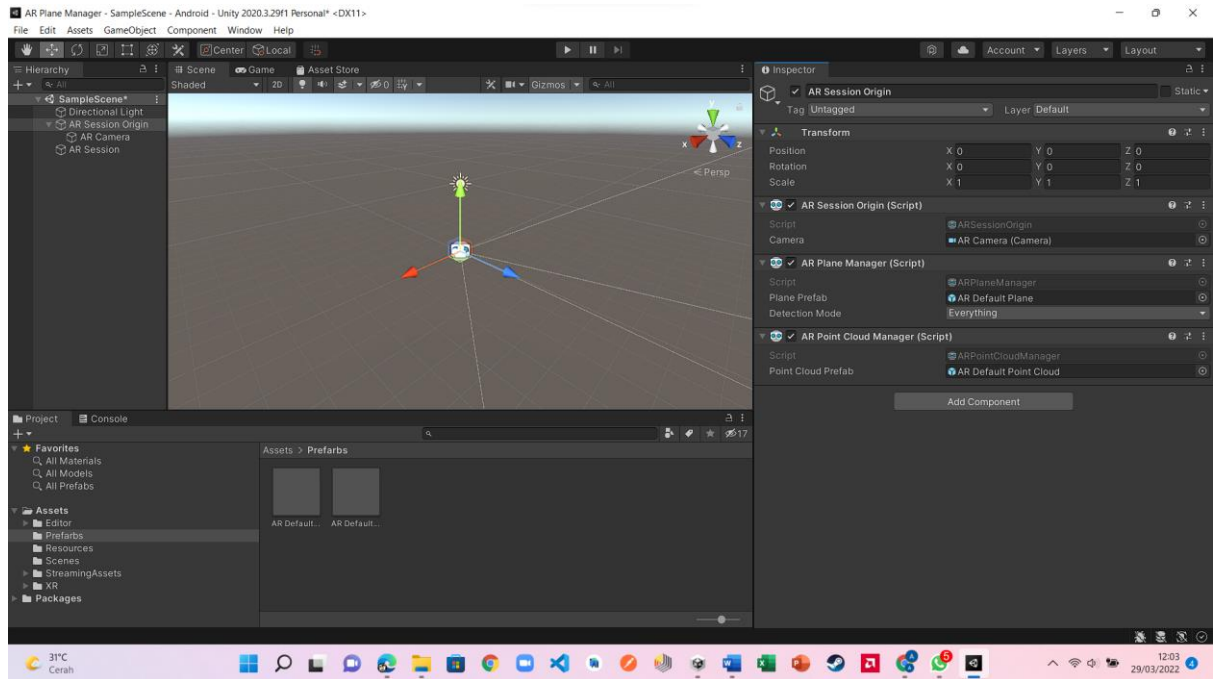 AR Plane Manager - SampleScene - Android - Unity 2020.3.29f1 Personal* <DX11>
File Edit Assets GameObject Component Window Help
Center Local
Account Layers Layout
Hierarchy
All
SampleScene*
Directional Light
AR Session Origin
AR Camera
AR Session
Scene Game Asset Store
Shaded 2D 0 Gizmos All
y
x z
Persp
Inspector
AR Session Origin Static
Tag Untagged Layer Default
Transform
Position X 0 Y 0 Z 0
Rotation X 0 Y 0 Z 0
Scale X 1 Y 1 Z 1
AR Session Origin (Script)
Script ARSessionOrigin
Camera AR Camera (Camera)
AR Plane Manager (Script)
Script ARPlaneManager
Plane Prefab AR Default Plane
Detection Mode Everything
AR Point Cloud Manager (Script)
Script ARPointCloudManager
Point Cloud Prefab AR Default Point Cloud
Add Component
Project Console
17
Favorites
All Materials
All Models
All Prefabs
Assets
Editor
Prefarbs
Resources
Scenes
StreamingAssets
XR
Packages
Assets > Prefarbs
AR Default... AR Default...
31°C
Cerah
5
12:03
29/03/2022
4